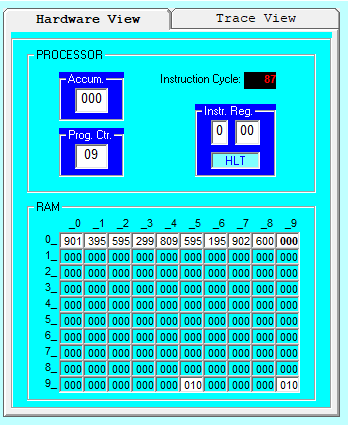 Hardware View Trace View
PROCESSOR
Accum. Instruction Cycle: 87
000
Instr. Reg.
0 00
Prog. Ctr.
09
HLT
RAM
_0 _1 _2 _3 _4 _5 _6 _7 _8 _9
0_ 901 395 595 299 809 595 195 902 600 000
1_ 000 000 000 000 000 000 000 000 000 000
2_ 000 000 000 000 000 000 000 000 000 000
3_ 000 000 000 000 000 000 000 000 000 000
4_ 000 000 000 000 000 000 000 000 000 000
5_ 000 000 000 000 000 000 000 000 000 000
6_ 000 000 000 000 000 000 000 000 000 000
7_ 000 000 000 000 000 000 000 000 000 000
8_ 000 000 000 000 000 000 000 000 000 000
9_ 000 000 000 000 000 010 000 000 000 010